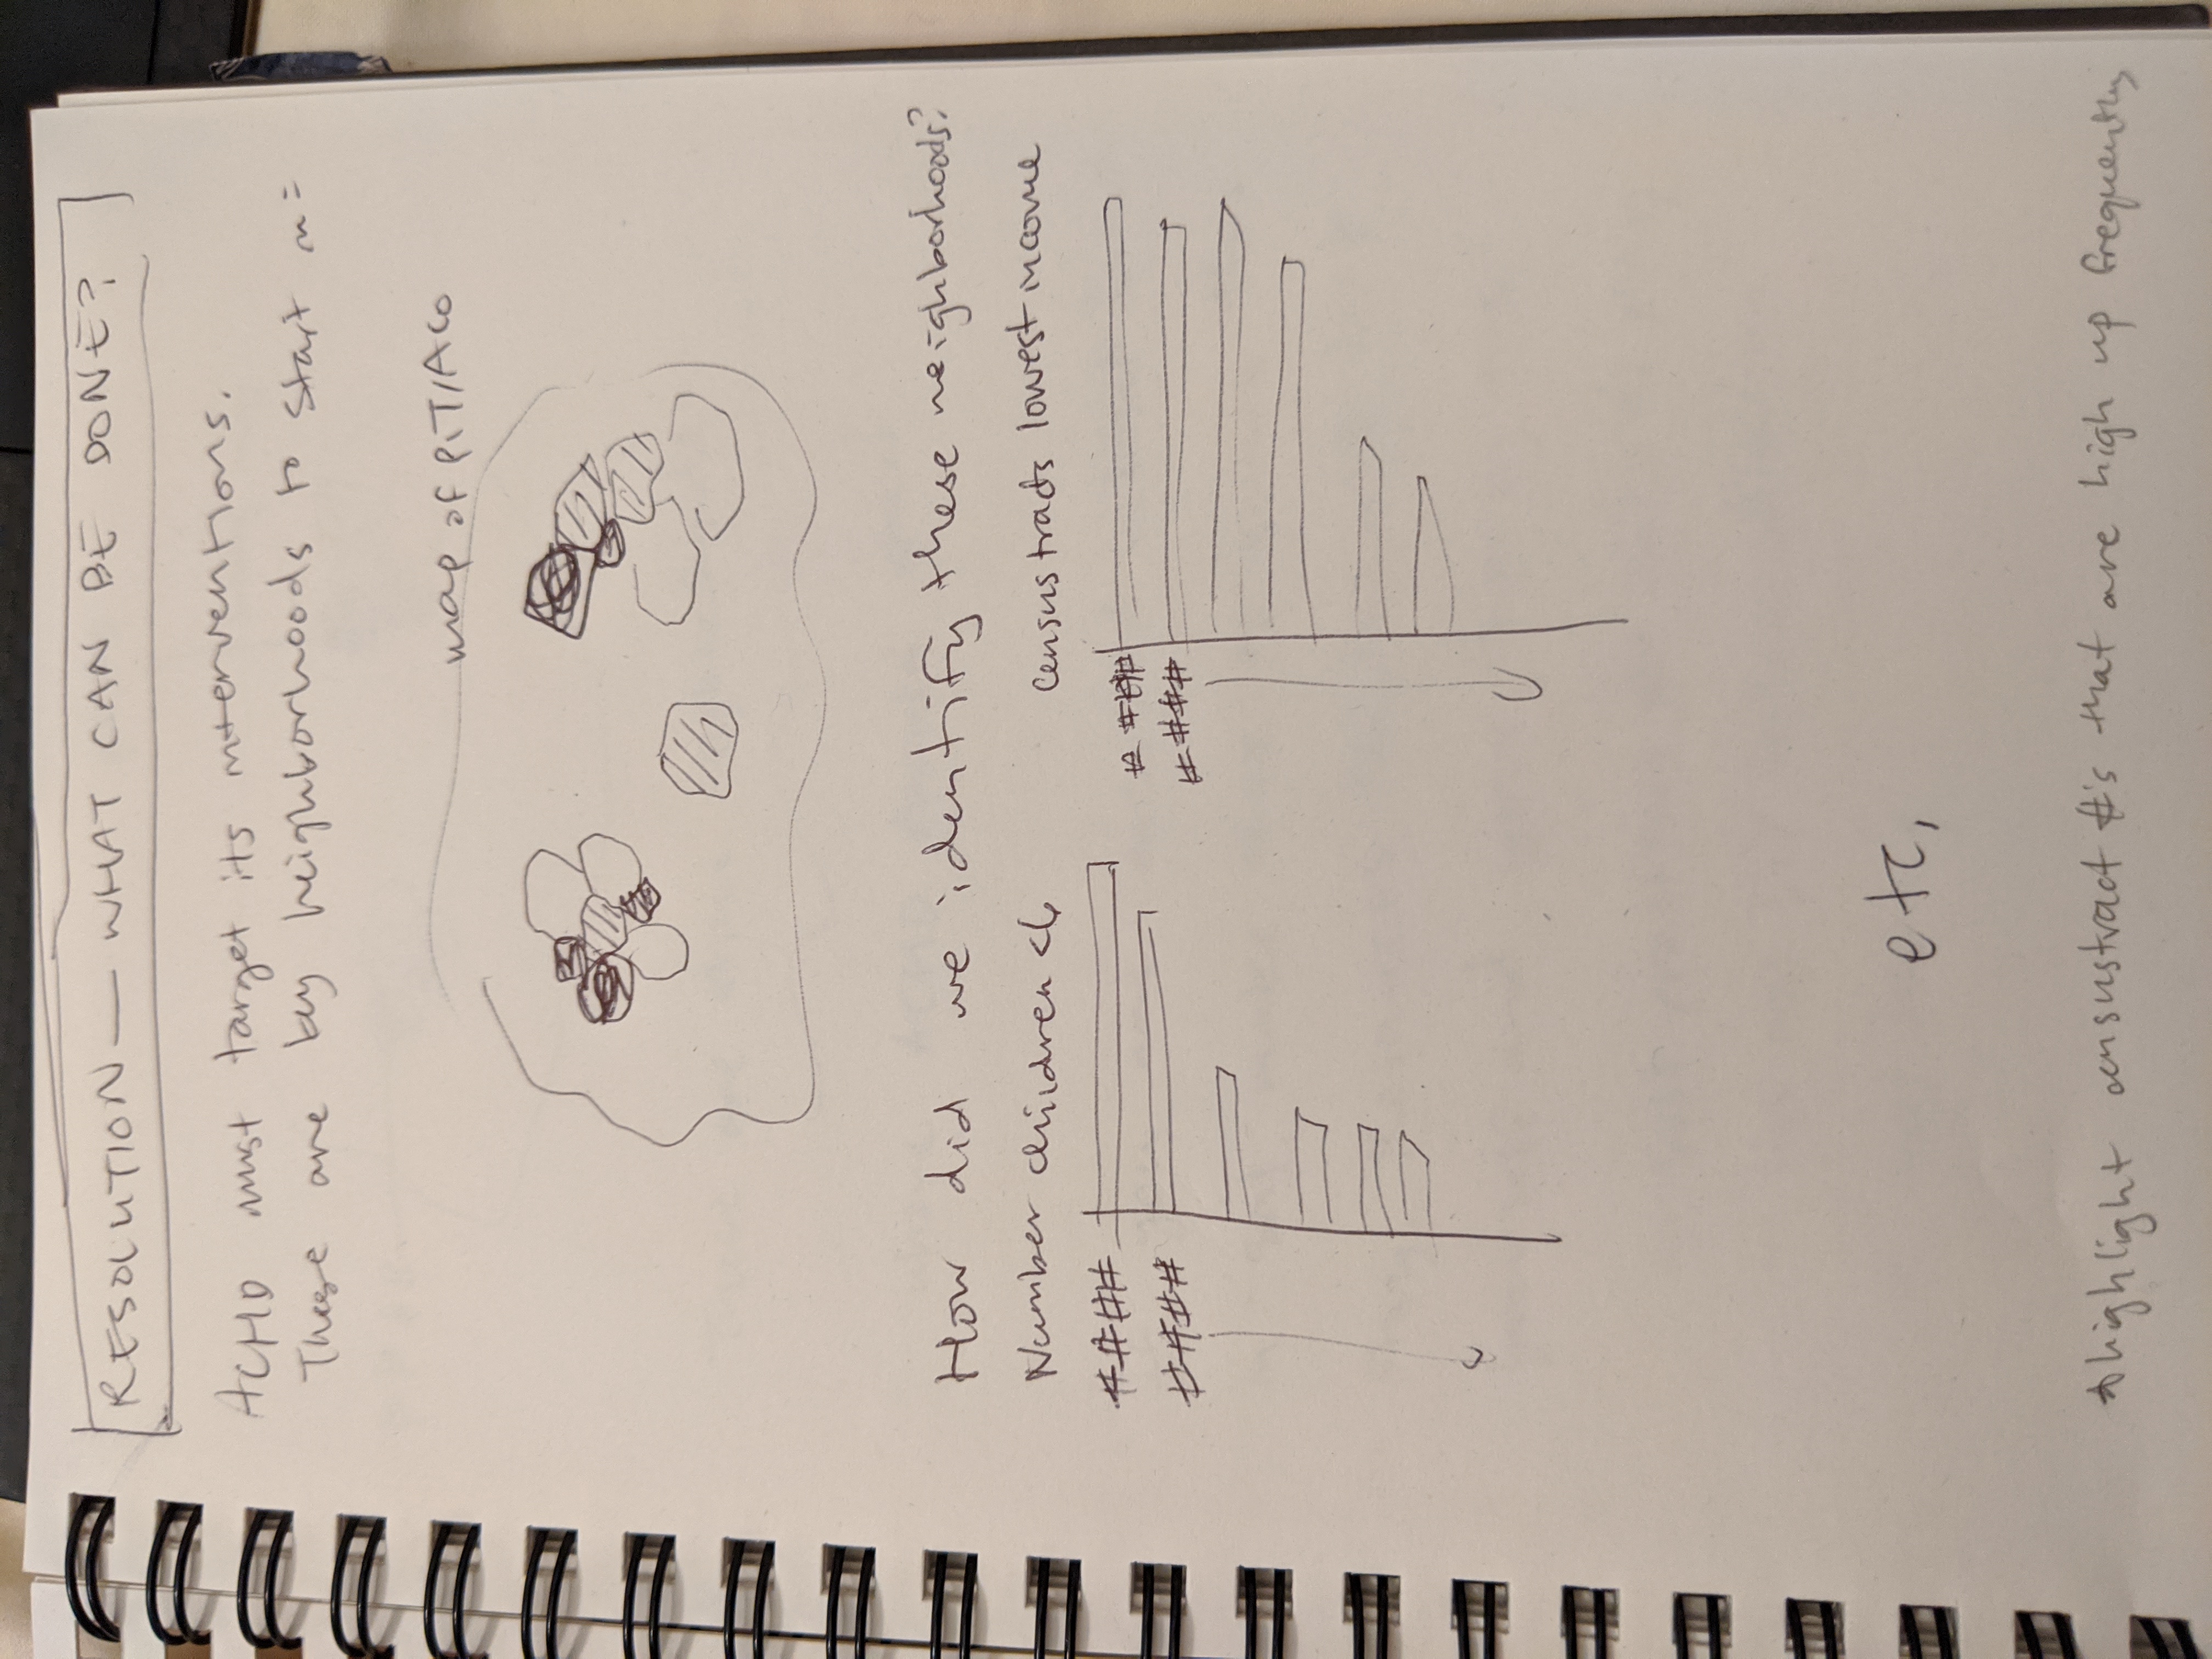 RESOLUTION — WHAT CAN BE DONE?
ACHD must target its interventions.
These are key neighborhoods to start in:
map of PIT/ACo
How did we identify these neighborhoods?
Number children <6
census tracts lowest income
####
####
# ###
# ###
etc,
*highlight census tract #'s that are high up frequently